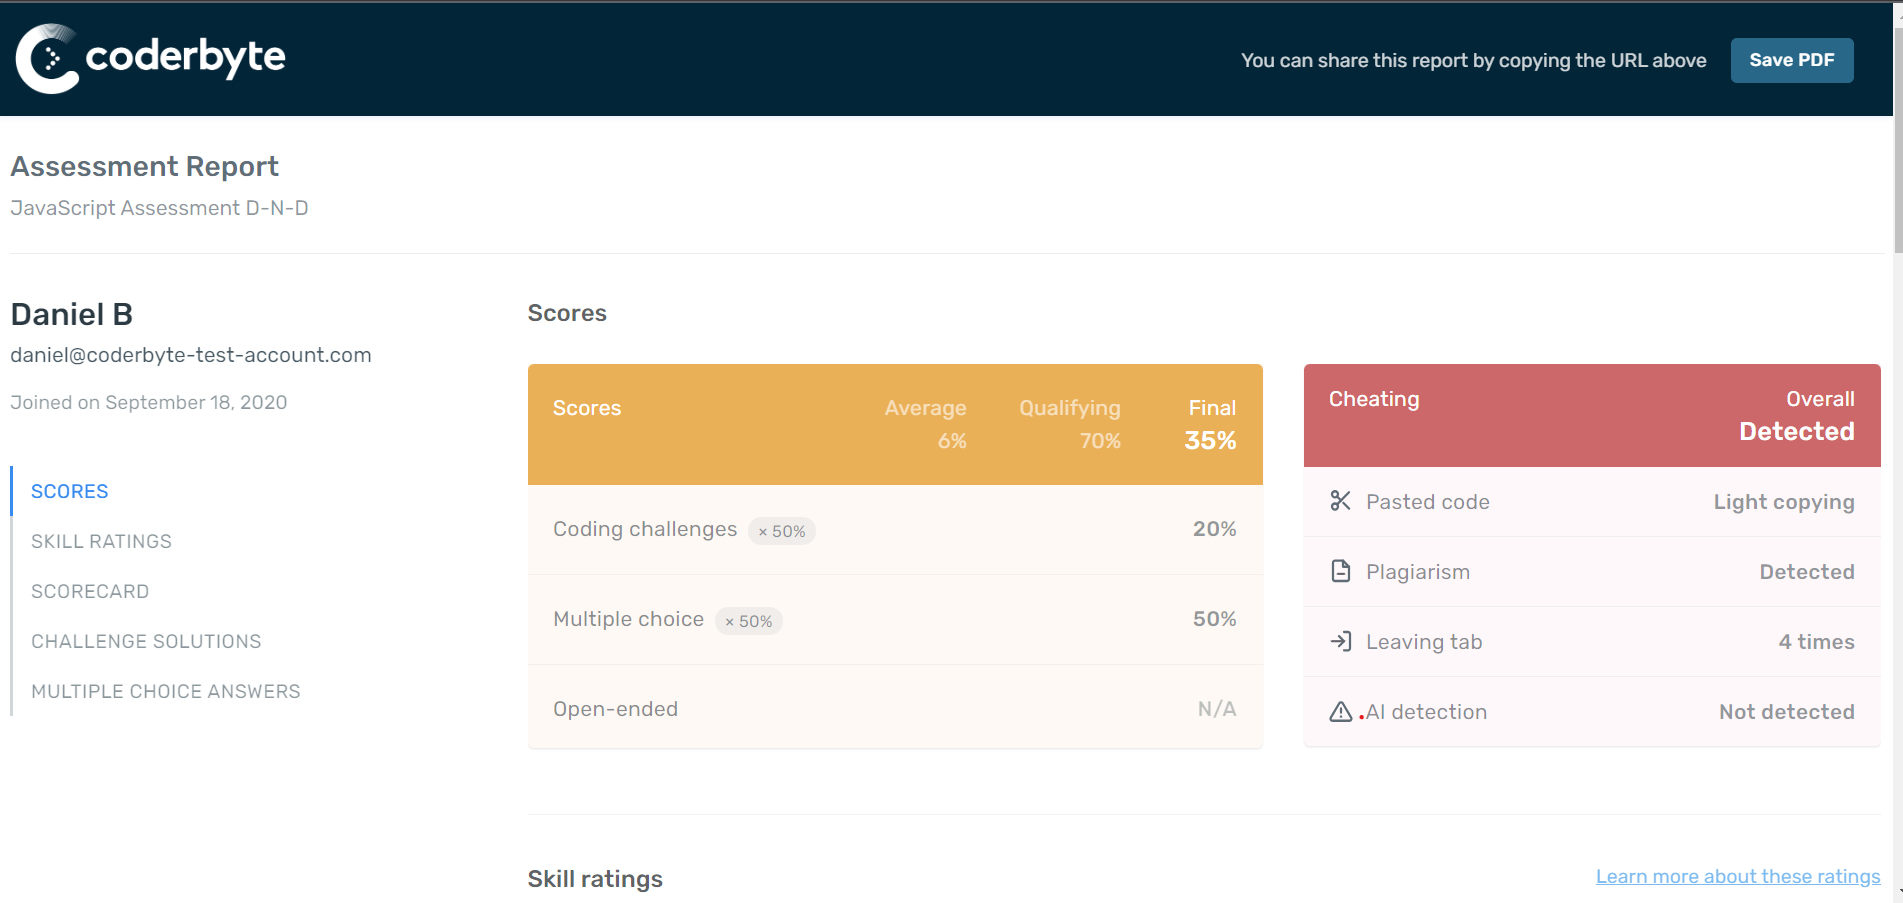 coderbyte
You can share this report by copying the URL above
Save PDF
Assessment Report
JavaScript Assessment D-N-D
Daniel B
daniel@coderbyte-test-account.com
Joined on September 18, 2020
SCORES
SKILL RATINGS
SCORECARD
CHALLENGE SOLUTIONS
MULTIPLE CHOICE ANSWERS
Scores
Scores Average Qualifying Final
6% 70% 35%
Coding challenges × 50% 20%
Multiple choice × 50% 50%
Open-ended N/A
Cheating Overall
Detected
Pasted code Light copying
Plagiarism Detected
Leaving tab 4 times
AI detection Not detected
Skill ratings
Learn more about these ratings